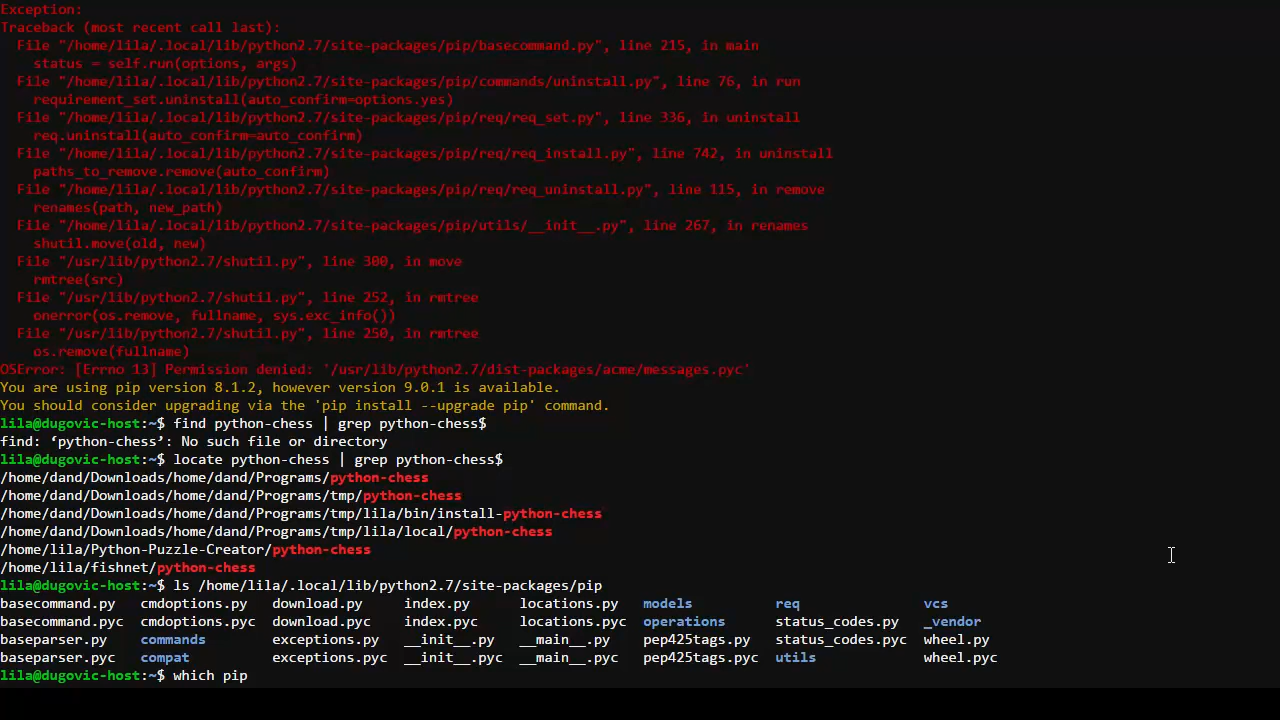 Exception:
Traceback (most recent call last):
  File "/home/lila/.local/lib/python2.7/site-packages/pip/basecommand.py", line 215, in main
    status = self.run(options, args)
  File "/home/lila/.local/lib/python2.7/site-packages/pip/commands/uninstall.py", line 76, in run
    requirement_set.uninstall(auto_confirm=options.yes)
  File "/home/lila/.local/lib/python2.7/site-packages/pip/req/req_set.py", line 336, in uninstall
    req.uninstall(auto_confirm=auto_confirm)
  File "/home/lila/.local/lib/python2.7/site-packages/pip/req/req_install.py", line 742, in uninstall
    paths_to_remove.remove(auto_confirm)
  File "/home/lila/.local/lib/python2.7/site-packages/pip/req/req_uninstall.py", line 115, in remove
    renames(path, new_path)
  File "/home/lila/.local/lib/python2.7/site-packages/pip/utils/__init__.py", line 267, in renames
    shutil.move(old, new)
  File "/usr/lib/python2.7/shutil.py", line 300, in move
    rmtree(src)
  File "/usr/lib/python2.7/shutil.py", line 252, in rmtree
    onerror(os.remove, fullname, sys.exc_info())
  File "/usr/lib/python2.7/shutil.py", line 250, in rmtree
    os.remove(fullname)
OSError: [Errno 13] Permission denied: '/usr/lib/python2.7/dist-packages/acme/messages.pyc'
You are using pip version 8.1.2, however version 9.0.1 is available.
You should consider upgrading via the 'pip install --upgrade pip' command.
lila@dugovic-host:~$ find python-chess | grep python-chess$
find: ‘python-chess’: No such file or directory
lila@dugovic-host:~$ locate python-chess | grep python-chess$
/home/dand/Downloads/home/dand/Programs/python-chess
/home/dand/Downloads/home/dand/Programs/tmp/python-chess
/home/dand/Downloads/home/dand/Programs/tmp/lila/bin/install-python-chess
/home/dand/Downloads/home/dand/Programs/tmp/lila/local/python-chess
/home/lila/Python-Puzzle-Creator/python-chess
/home/lila/fishnet/python-chess
lila@dugovic-host:~$ ls /home/lila/.local/lib/python2.7/site-packages/pip
basecommand.py   cmdoptions.py   download.py     index.py      locations.py   models          req               vcs
basecommand.pyc  cmdoptions.pyc  download.pyc    index.pyc     locations.pyc  operations      status_codes.py   _vendor
baseparser.py    commands        exceptions.py   __init__.py   __main__.py    pep425tags.py   status_codes.pyc  wheel.py
baseparser.pyc   compat          exceptions.pyc  __init__.pyc  __main__.pyc   pep425tags.pyc  utils             wheel.pyc
lila@dugovic-host:~$ which pip